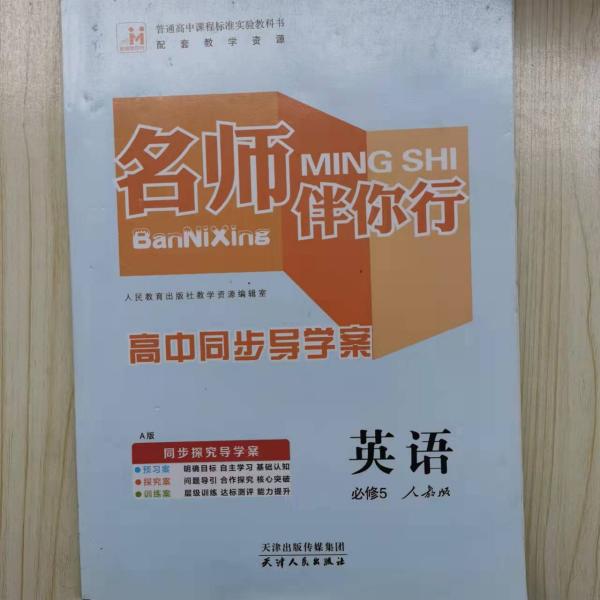 普通高中课程标准实验教科书
配套教学资源
名师
MING SHI
伴你行
BanNiXing
人民教育出版社教学资源编辑室
高中同步导学案
A版
同步探究导学案
预习案 明确目标 自主学习 基础认知
探究案 问题导引 合作探究 核心突破
训练案 层级训练 达标测评 能力提升
英语
必修5 人教版
天津出版传媒集团
天津人民出版社